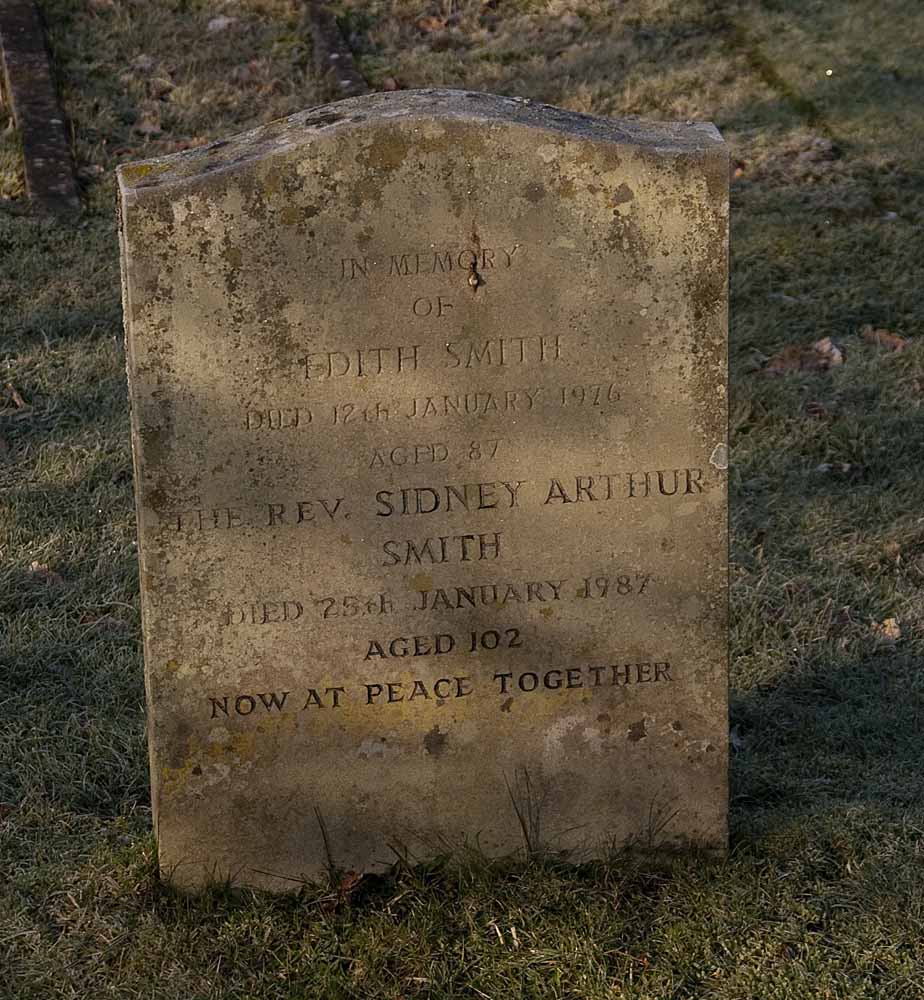 IN MEMORY
OF
EDITH SMITH
DIED 12th JANUARY 1976
AGED 87
THE REV. SIDNEY ARTHUR
SMITH
DIED 25th JANUARY 1987
AGED 102
NOW AT PEACE TOGETHER